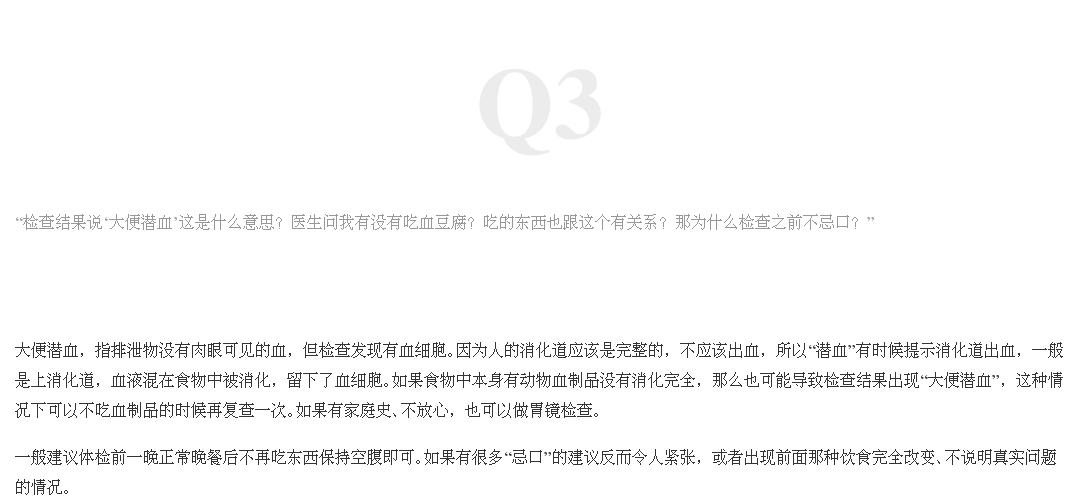 Q3
“检查结果说‘大便潜血’这是什么意思？医生问我有没有吃血豆腐？吃的东西也跟这个有关系？那为什么检查之前不忌口？”
大便潜血，指排泄物没有肉眼可见的血，但检查发现有血细胞。因为人的消化道应该是完整的，不应该出血，所以“潜血”有时候提示消化道出血，一般
是上消化道，血液混在食物中被消化，留下了血细胞。如果食物中本身有动物血制品没有消化完全，那么也可能导致检查结果出现“大便潜血”，这种情
况下可以不吃血制品的时候再复查一次。如果有家庭史、不放心，也可以做胃镜检查。
一般建议体检前一晚正常晚餐后不再吃东西保持空腹即可。如果有很多“忌口”的建议反而令人紧张，或者出现前面那种饮食完全改变、不说明真实问题
的情况。